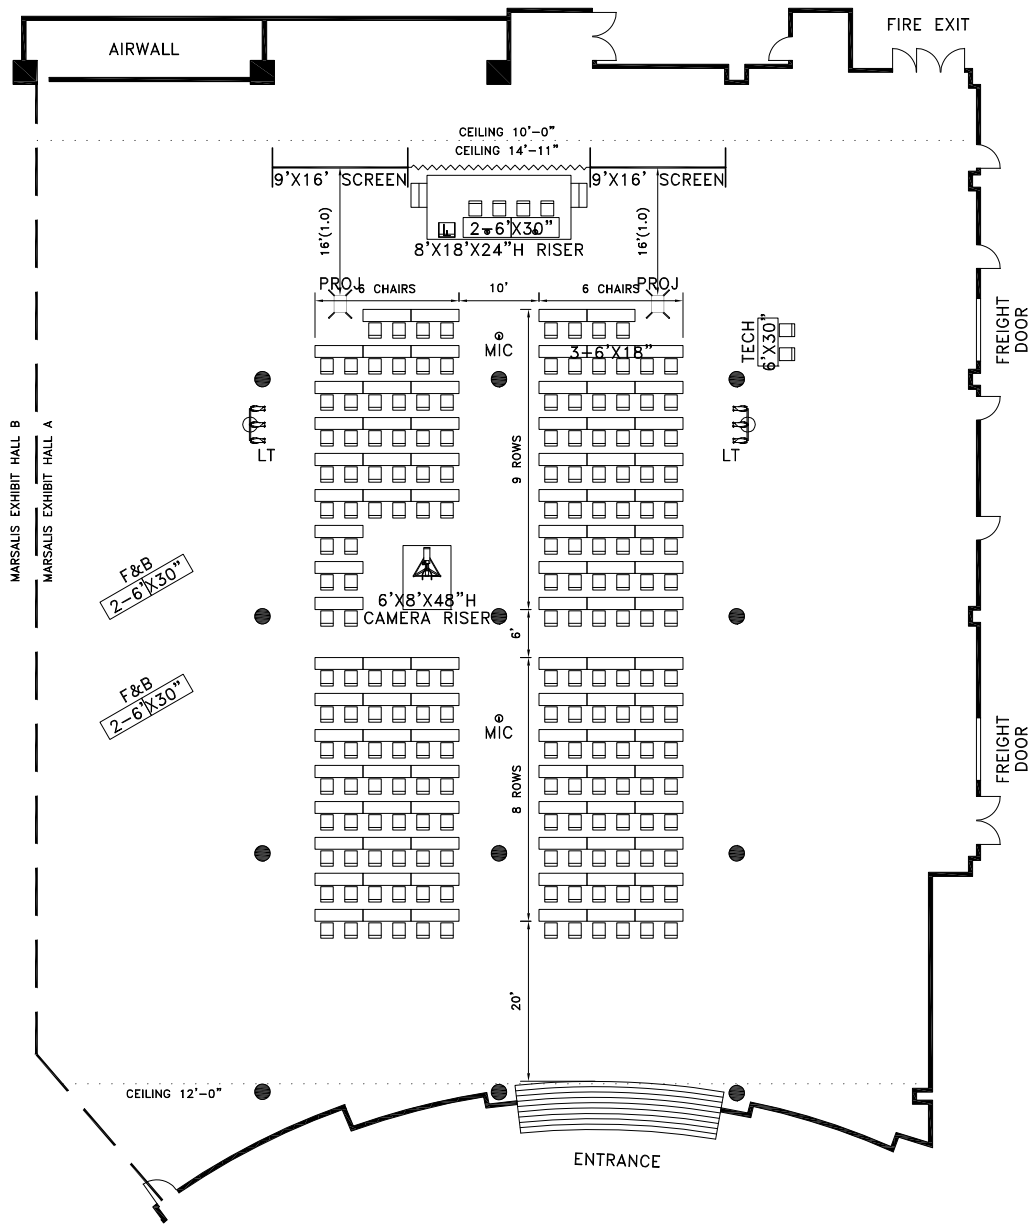 FIRE EXIT
AIRWALL
CEILING 10'-0"
CEILING 14'-11"
9'X16' SCREEN
9'X16' SCREEN
16'(1.0)
16'(1.0)
2-6'X30"
8'X18'X24"H RISER
PROJ
PROJ
6 CHAIRS
10'
6 CHAIRS
MIC
3-6'X18"
TECH
6'X30"
FREIGHT
DOOR
MARSALIS EXHIBIT HALL B
MARSALIS EXHIBIT HALL A
LT
LT
9 ROWS
F&B
2-6'X30"
6'X8'X48"H
CAMERA RISER
6'
F&B
2-6'X30"
MIC
8 ROWS
FREIGHT
DOOR
20'
CEILING 12'-0"
ENTRANCE